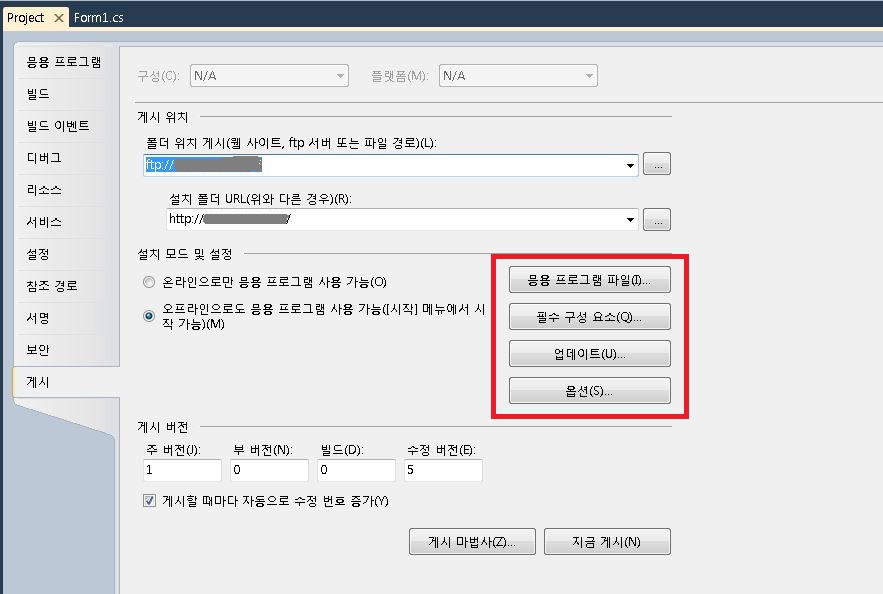 Project Form1.cs
응용 프로그램
빌드
빌드 이벤트
디버그
리소스
서비스
설정
참조 경로
서명
보안
게시
구성(C): N/A 플랫폼(M): N/A
게시 위치
폴더 위치 게시(웹 사이트, ftp 서버 또는 파일 경로)(L):
ftp://
...
설치 폴더 URL(위와 다른 경우)(R):
http:// /
...
설치 모드 및 설정
온라인으로만 응용 프로그램 사용 가능(O)
오프라인으로도 응용 프로그램 사용 가능([시작] 메뉴에서 시
작 가능)(M)
응용 프로그램 파일(I)...
필수 구성 요소(Q)...
업데이트(U)...
옵션(S)...
게시 버전
주 버전(J): 부 버전(N): 빌드(D): 수정 버전(E):
1 0 0 5
게시할 때마다 자동으로 수정 번호 증가(Y)
게시 마법사(Z)... 지금 게시(N)